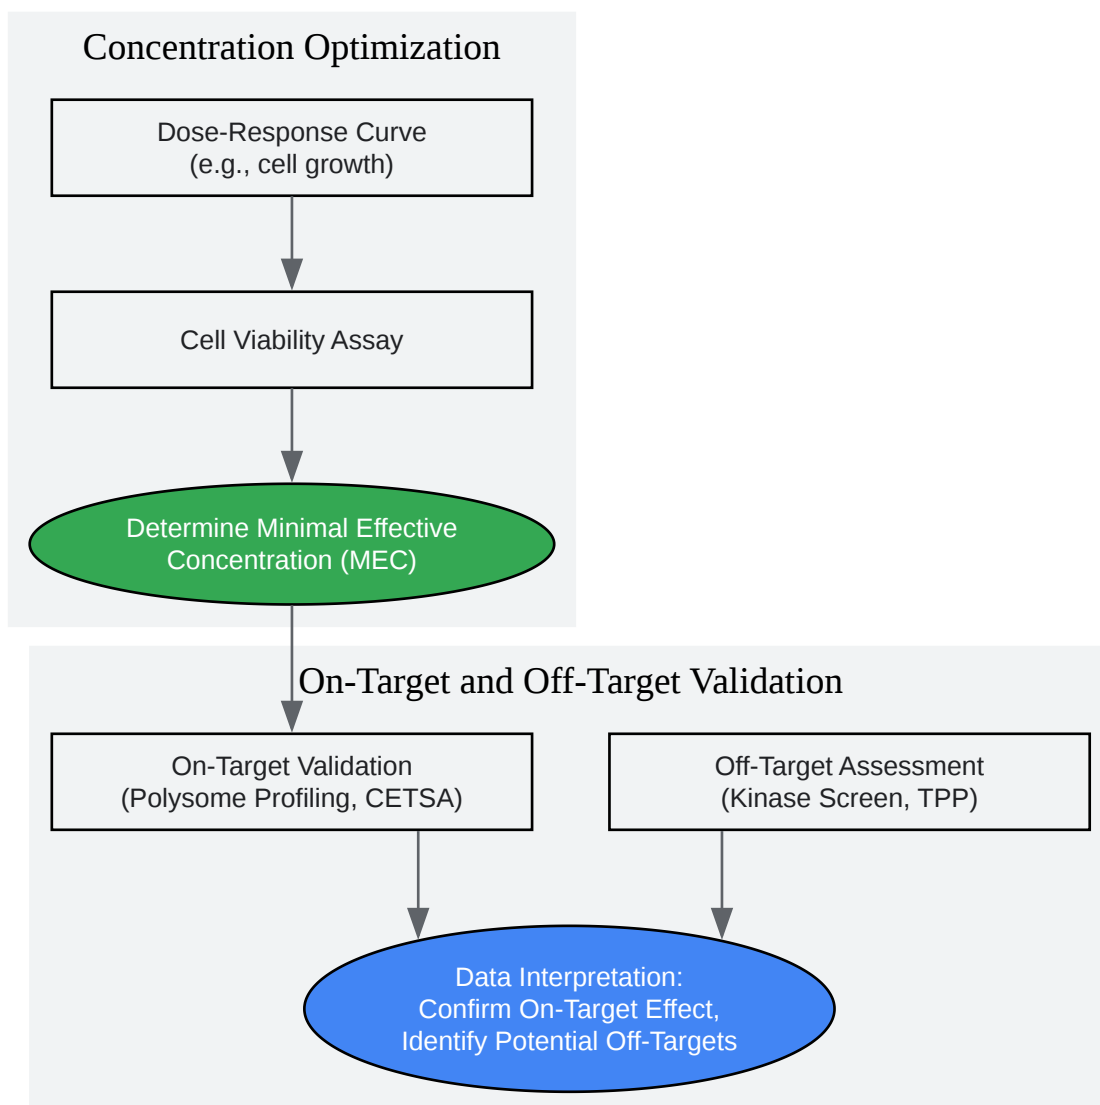 Concentration Optimization
Dose-Response Curve
(e.g., cell growth)
Cell Viability Assay
Determine Minimal Effective
Concentration (MEC)
On-Target and Off-Target Validation
On-Target Validation
(Polysome Profiling, CETSA)
Off-Target Assessment
(Kinase Screen, TPP)
Data Interpretation:
Confirm On-Target Effect,
Identify Potential Off-Targets